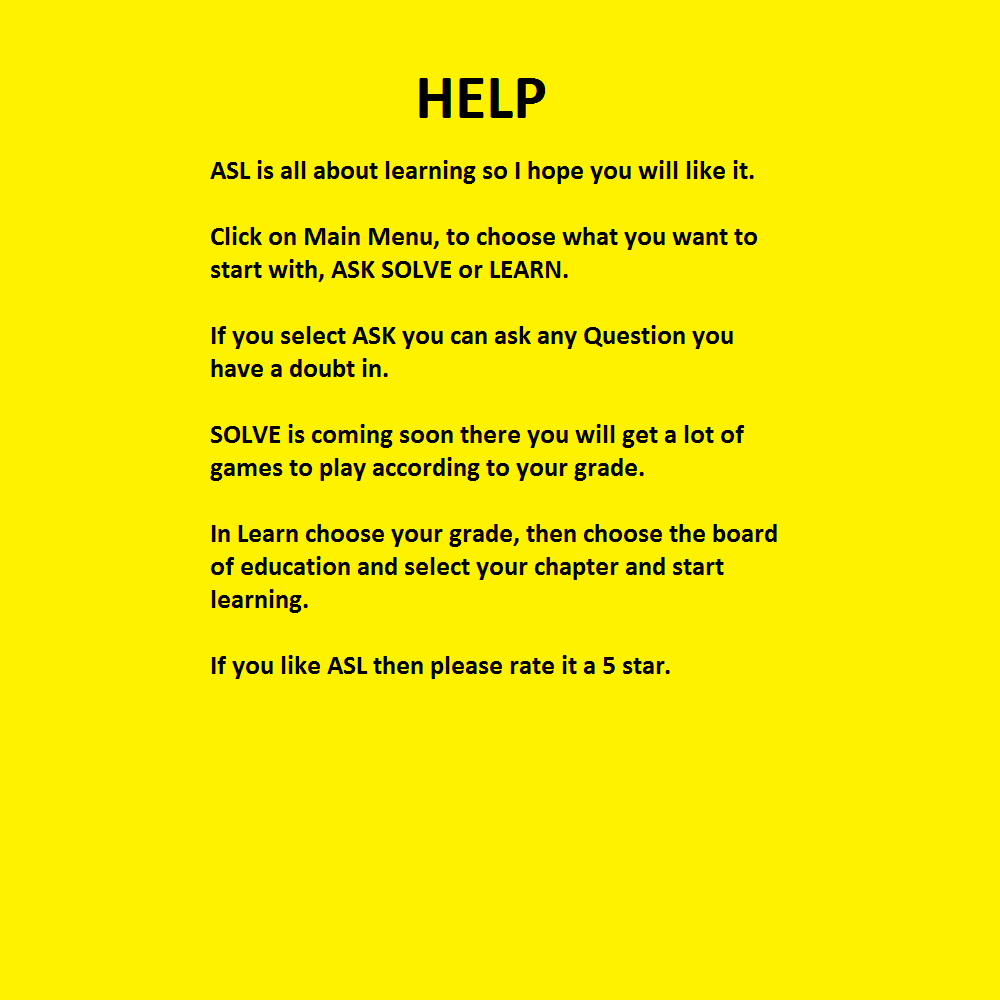 HELP
ASL is all about learning so I hope you will like it.
Click on Main Menu, to choose what you want to
start with, ASK SOLVE or LEARN.
If you select ASK you can ask any Question you
have a doubt in.
SOLVE is coming soon there you will get a lot of
games to play according to your grade.
In Learn choose your grade, then choose the board
of education and select your chapter and start
learning.
If you like ASL then please rate it a 5 star.